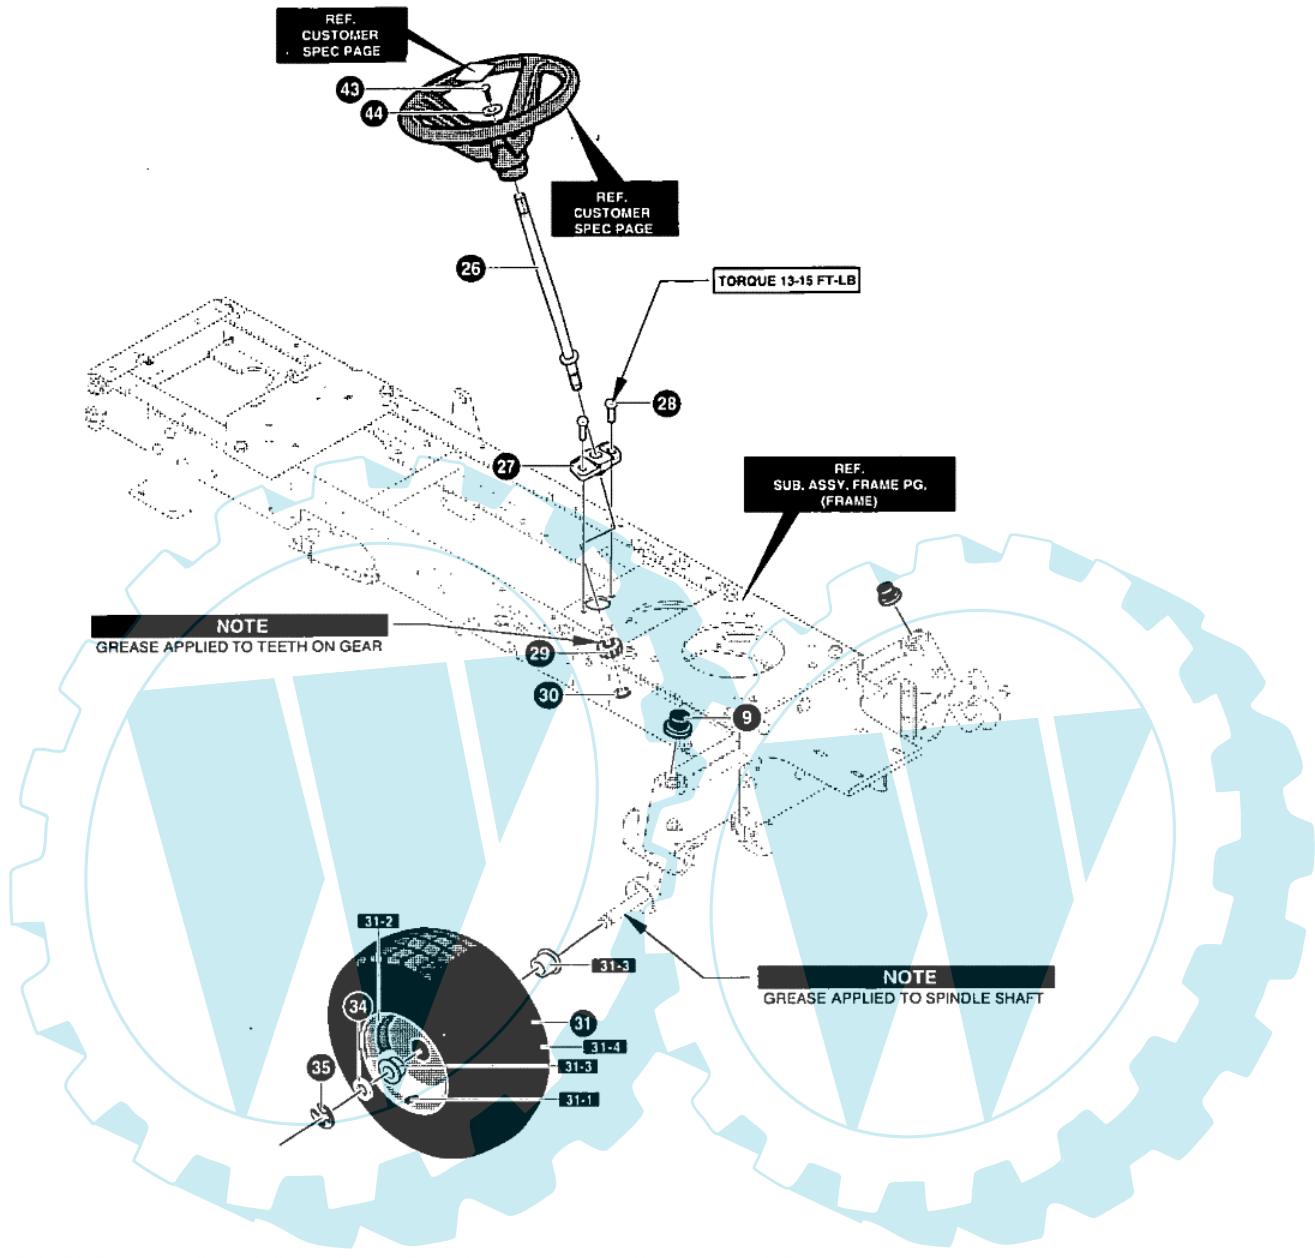 REF.
CUSTOMER
SPEC PAGE
43
44
REF.
CUSTOMER
SPEC PAGE
26
TORQUE 13-15 FT-LB
28
27
REF.
SUB. ASSY. FRAME PG.
(FRAME)
NOTE
GREASE APPLIED TO TEETH ON GEAR
29
30
9
31-2
31-3
NOTE
GREASE APPLIED TO SPINDLE SHAFT
34
31
31-4
35
31-3
31-1